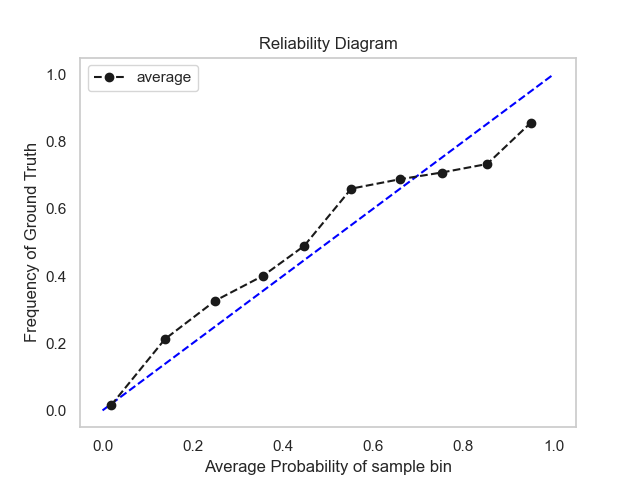 Reliability Diagram
average
1.0
0.8
0.6
0.4
0.2
0.0
Frequency of Ground Truth
0.0 0.2 0.4 0.6 0.8 1.0
Average Probability of sample bin